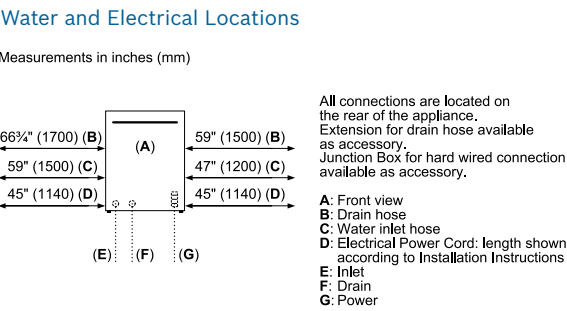 Water and Electrical Locations
Measurements in inches (mm)
66¾" (1700) (B)
59" (1500) (C)
45" (1140) (D)
(A)
59" (1500) (B)
47" (1200) (C)
45" (1140) (D)
(E)
(F)
(G)
All connections are located on
the rear of the appliance.
Extension for drain hose available
as accessory.
Junction Box for hard wired connection
available as accessory.
A: Front view
B: Drain hose
C: Water inlet hose
D: Electrical Power Cord: length shown
according to Installation Instructions
E: Inlet
F: Drain
G: Power